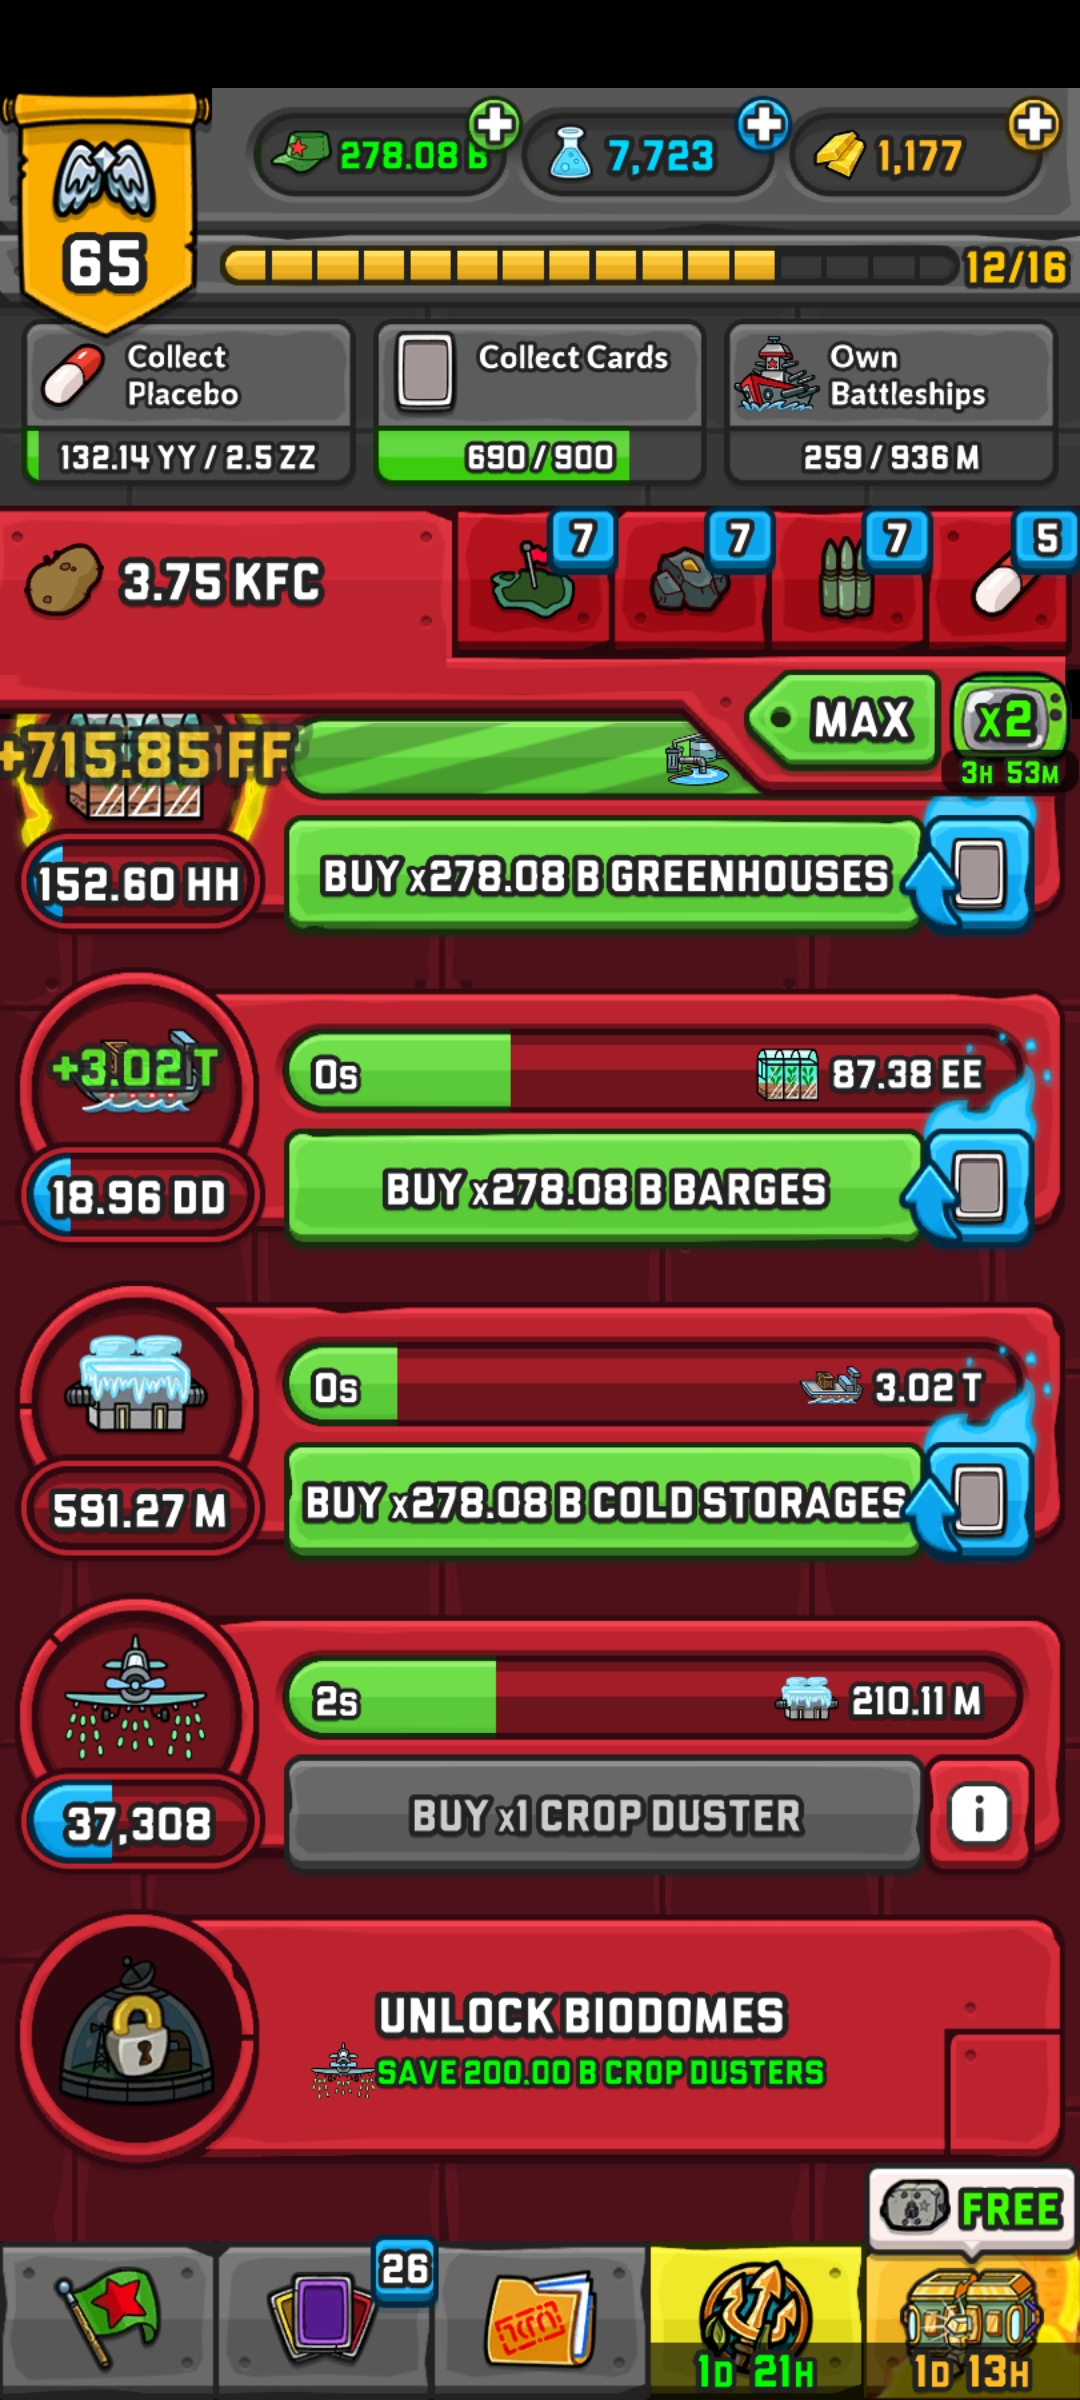 65
278.08 B
7,723
1,177
12/16
Collect
Placebo
132.14 YY / 2.5 ZZ
Collect Cards
690/900
Own
Battleships
259 / 936 M
3.75 KFC
7
7
7
5
MAX
x2
3H 53M
+715.85 FF
152.60 HH
BUY x278.08 B GREENHOUSES
+3.02 T
0s
87.38 EE
18.96 DD
BUY x278.08 B BARGES
0s
3.02 T
591.27 M
BUY x278.08 B COLD STORAGES
2s
210.11 M
37,308
BUY x1 CROP DUSTER
i
UNLOCK BIODOMES
SAVE 200.00 B CROP DUSTERS
FREE
26
1D 21H
1D 13H